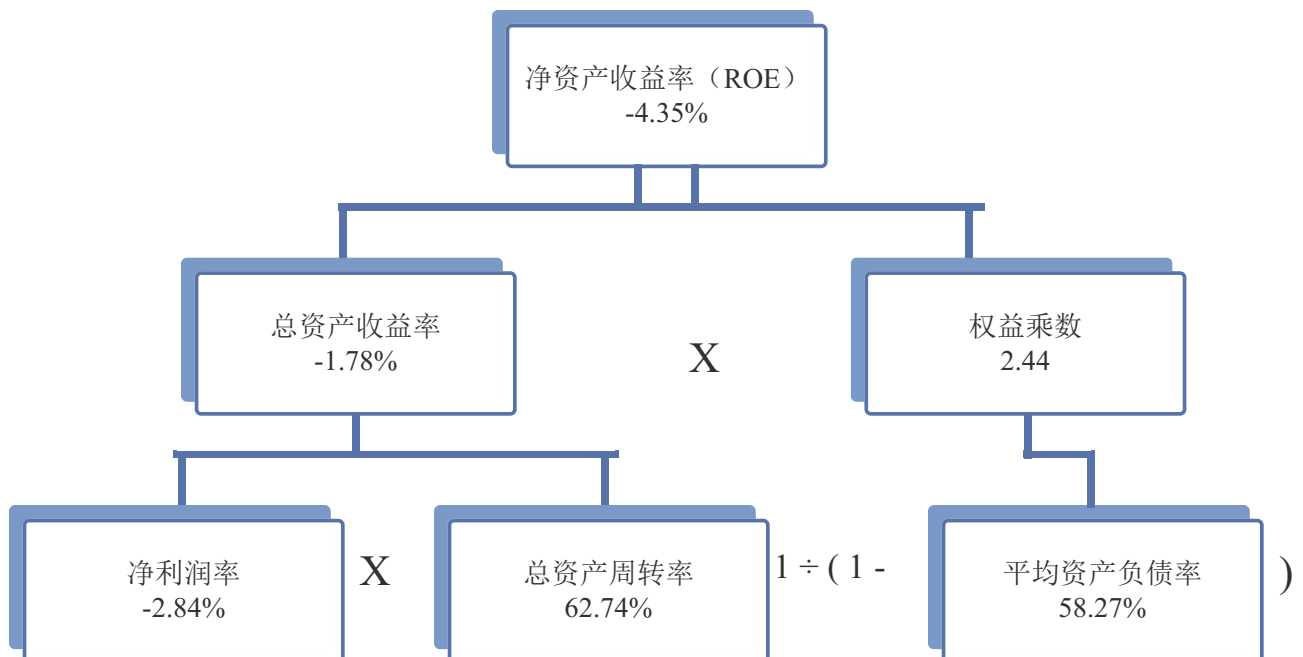 净资产收益率（ROE）
-4.35%
总资产收益率
-1.78%
X
权益乘数
2.44
净利润率
-2.84%
X
总资产周转率
62.74%
1 ÷ ( 1 -
平均资产负债率
58.27%
)